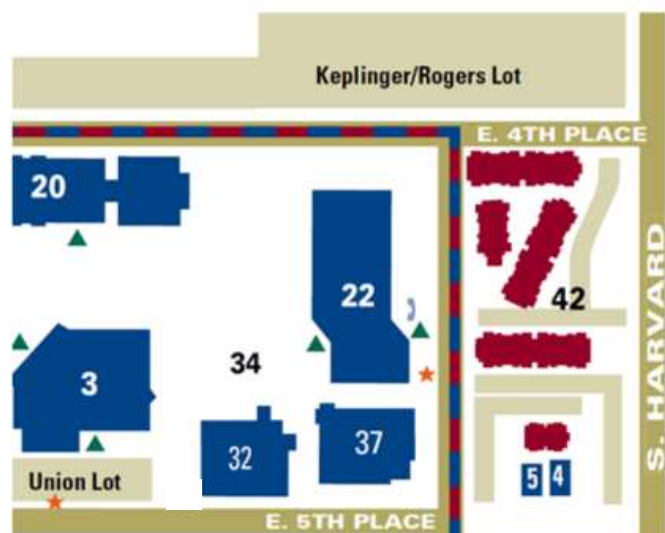 Keplinger/Rogers Lot
E. 4TH PLACE
20
22
42
S. HARVARD
34
3
32
37
Union Lot
5
4
E. 5TH PLACE